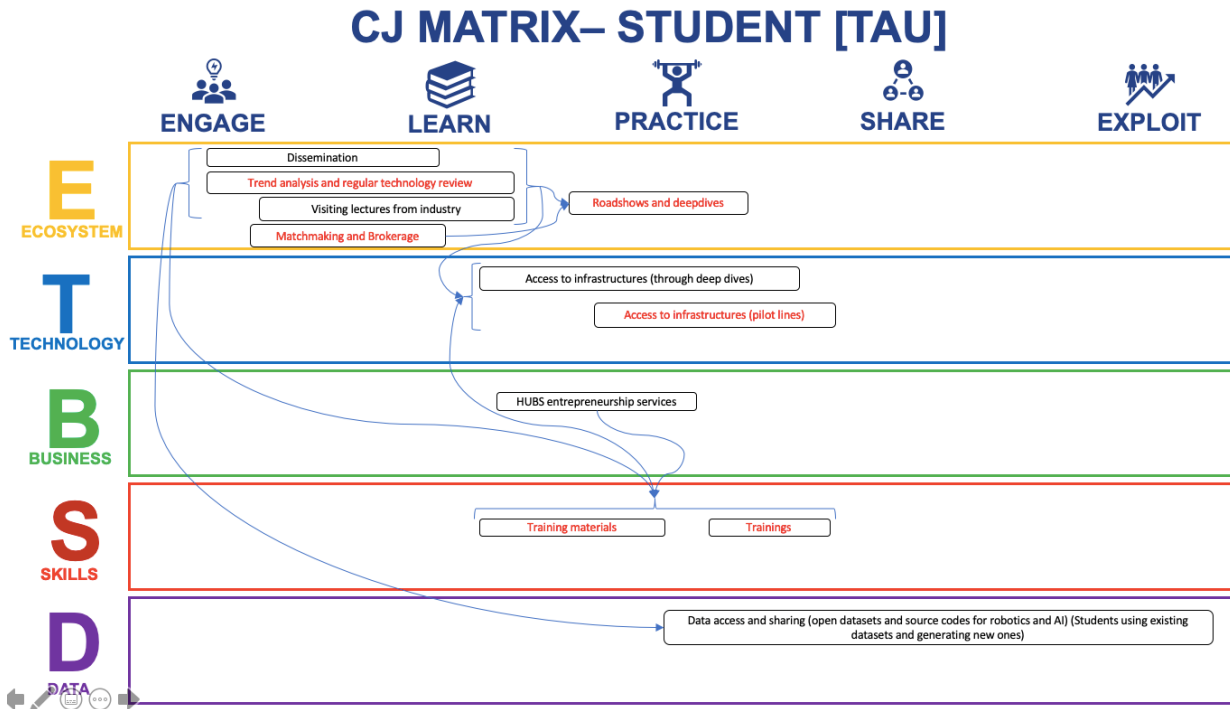 CJ MATRIX– STUDENT [TAU]
ENGAGE
LEARN
PRACTICE
SHARE
EXPLOIT
E
ECOSYSTEM
Dissemination
Trend analysis and regular technology review
Visiting lectures from industry
Matchmaking and Brokerage
Roadshows and deepdives
T
TECHNOLOGY
Access to infrastructures (through deep dives)
Access to infrastructures (pilot lines)
B
BUSINESS
HUBS entrepreneurship services
S
SKILLS
Training materials
Trainings
D
DATA
Data access and sharing (open datasets and source codes for robotics and AI) (Students using existing
datasets and generating new ones)